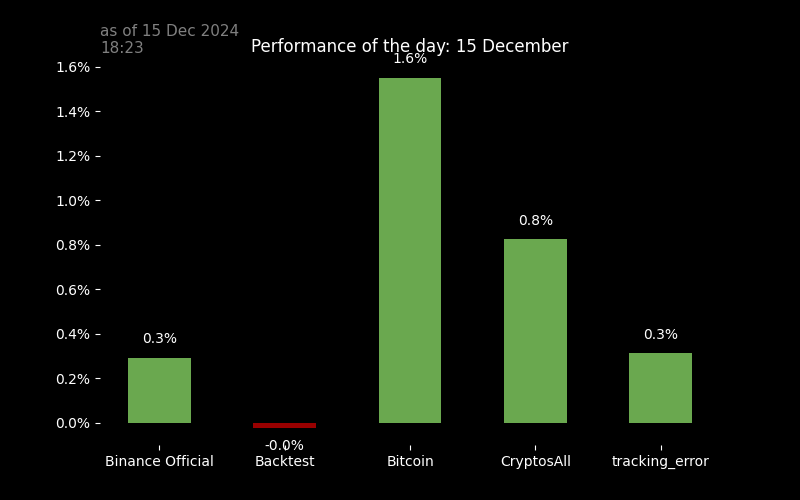 as of 15 Dec 2024
18:23
Performance of the day: 15 December
1.6%
1.4%
1.2%
1.0%
0.8%
0.6%
0.4%
0.2%
0.0%
0.3%
-0.0%
1.6%
0.8%
0.3%
Binance Official
Backtest
Bitcoin
CryptosAll
tracking_error